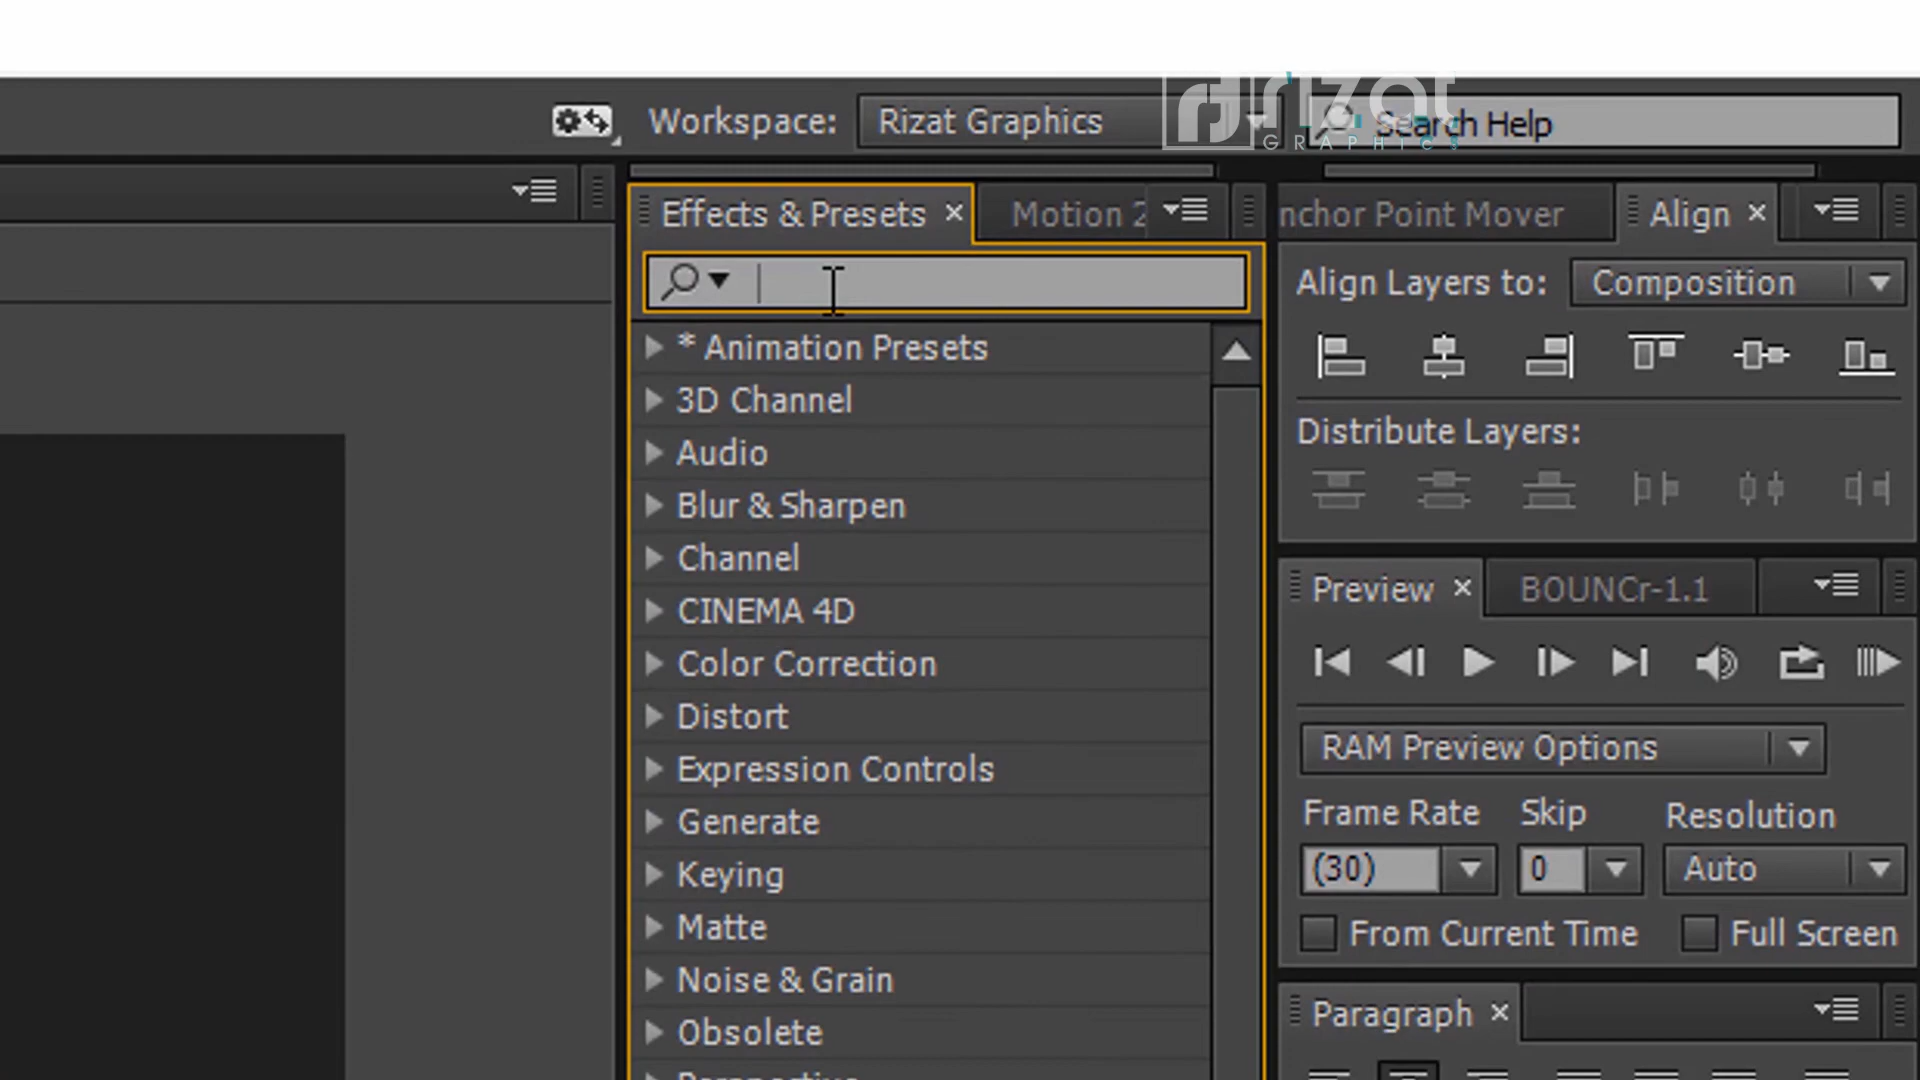 Workspace: Rizat Graphics
rizat
GRAPHICS
Search Help
Effects & Presets
Motion 2
* Animation Presets
3D Channel
Audio
Blur & Sharpen
Channel
CINEMA 4D
Color Correction
Distort
Expression Controls
Generate
Keying
Matte
Noise & Grain
Obsolete
Perspective
nchor Point Mover
Align
Align Layers to: Composition
Distribute Layers:
Preview
BOUNCr-1.1
RAM Preview Options
Frame Rate Skip Resolution
(30) 0 Auto
From Current Time Full Screen
Paragraph